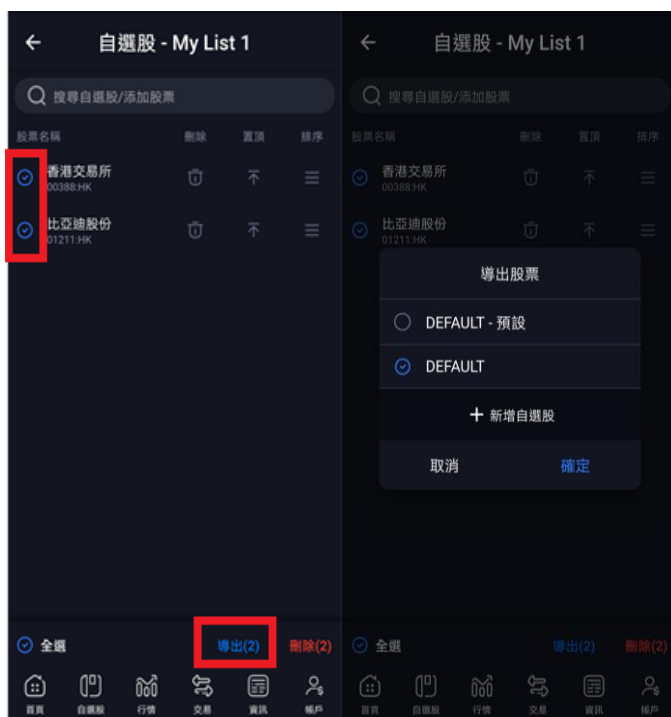 自選股 - My List 1
搜尋自選股/添加股票
股票名稱 刪除 置頂 排序
香港交易所
00388:HK
比亞迪股份
01211:HK
全選 導出(2) 刪除(2)
首頁 自選股 行情 交易 資訊 帳戶
自選股 - My List 1
搜尋自選股/添加股票
股票名稱 刪除 置頂 排序
香港交易所
00388:HK
比亞迪股份
01211:HK
導出股票
DEFAULT - 預設
DEFAULT
新增自選股
取消 確定
全選 導出(2) 刪除(2)
首頁 自選股 行情 交易 資訊 帳戶